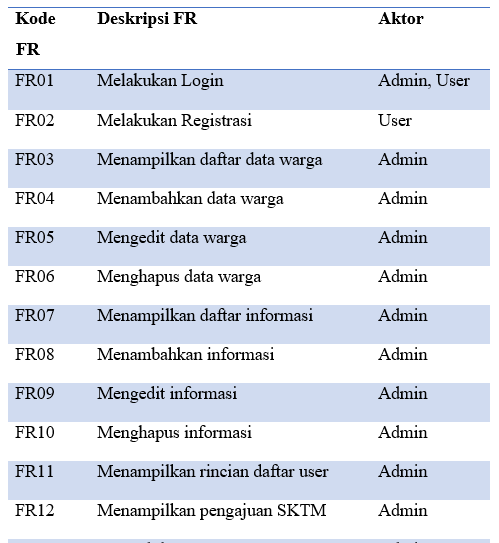 Kode FR Deskripsi FR Aktor
FR01 Melakukan Login Admin, User
FR02 Melakukan Registrasi User
FR03 Menampilkan daftar data warga Admin
FR04 Menambahkan data warga Admin
FR05 Mengedit data warga Admin
FR06 Menghapus data warga Admin
FR07 Menampilkan daftar informasi Admin
FR08 Menambahkan informasi Admin
FR09 Mengedit informasi Admin
FR10 Menghapus informasi Admin
FR11 Menampilkan rincian daftar user Admin
FR12 Menampilkan pengajuan SKTM Admin